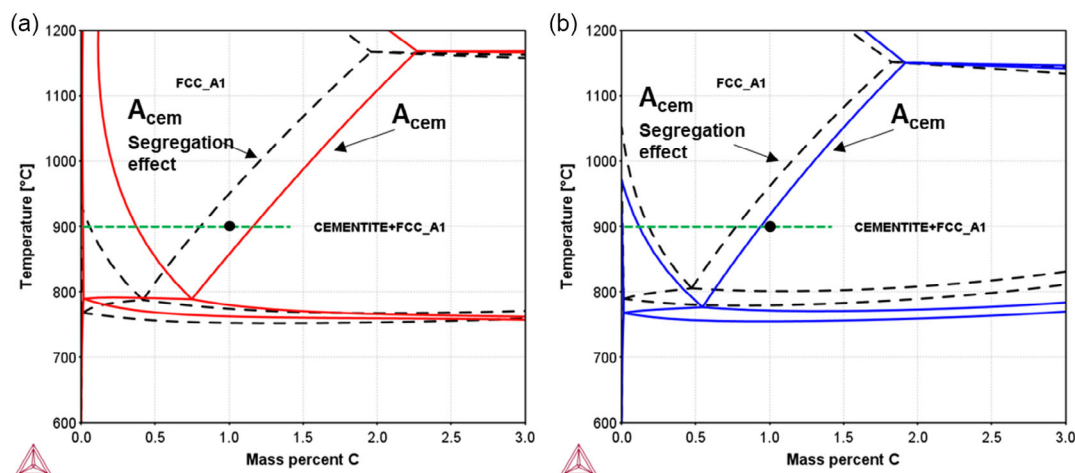 (a)
1200
1100
1000
900
800
700
600
Temperature [°C]
FCC_A1
Acem
Segregation
effect
Acem
CEMENTITE+FCC_A1
0.0 0.5 1.0 1.5 2.0 2.5 3.0
Mass percent C
(b)
1200
1100
1000
900
800
700
600
Temperature [°C]
FCC_A1
Acem
Segregation
effect
Acem
CEMENTITE+FCC_A1
0.0 0.5 1.0 1.5 2.0 2.5 3.0
Mass percent C